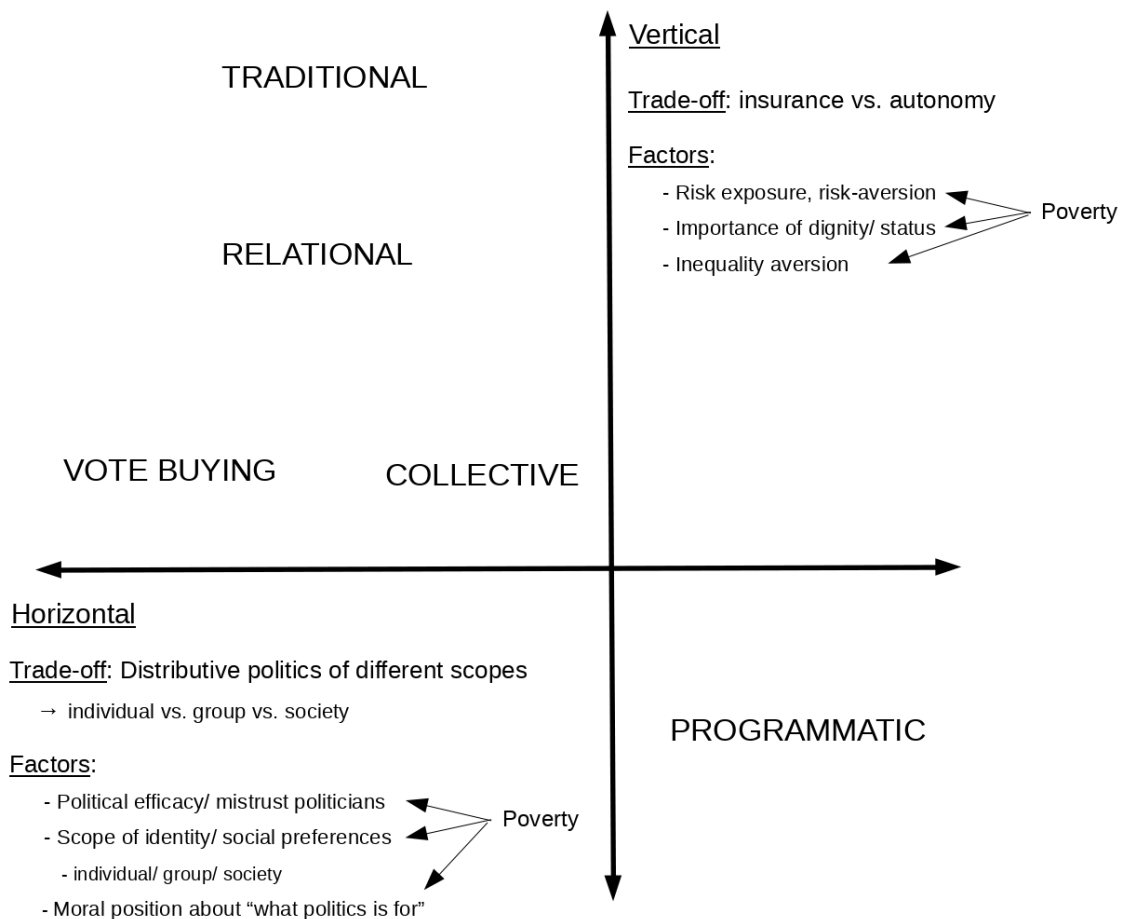 Vertical
TRADITIONAL
Trade-off: insurance vs. autonomy
Factors:
- Risk exposure, risk-aversion
- Importance of dignity/ status
- Inequality aversion
Poverty
RELATIONAL
VOTE BUYING
COLLECTIVE
Horizontal
Trade-off: Distributive politics of different scopes
→ individual vs. group vs. society
PROGRAMMATIC
Factors:
- Political efficacy/ mistrust politicians
- Scope of identity/ social preferences
- individual/ group/ society
- Moral position about “what politics is for”
Poverty